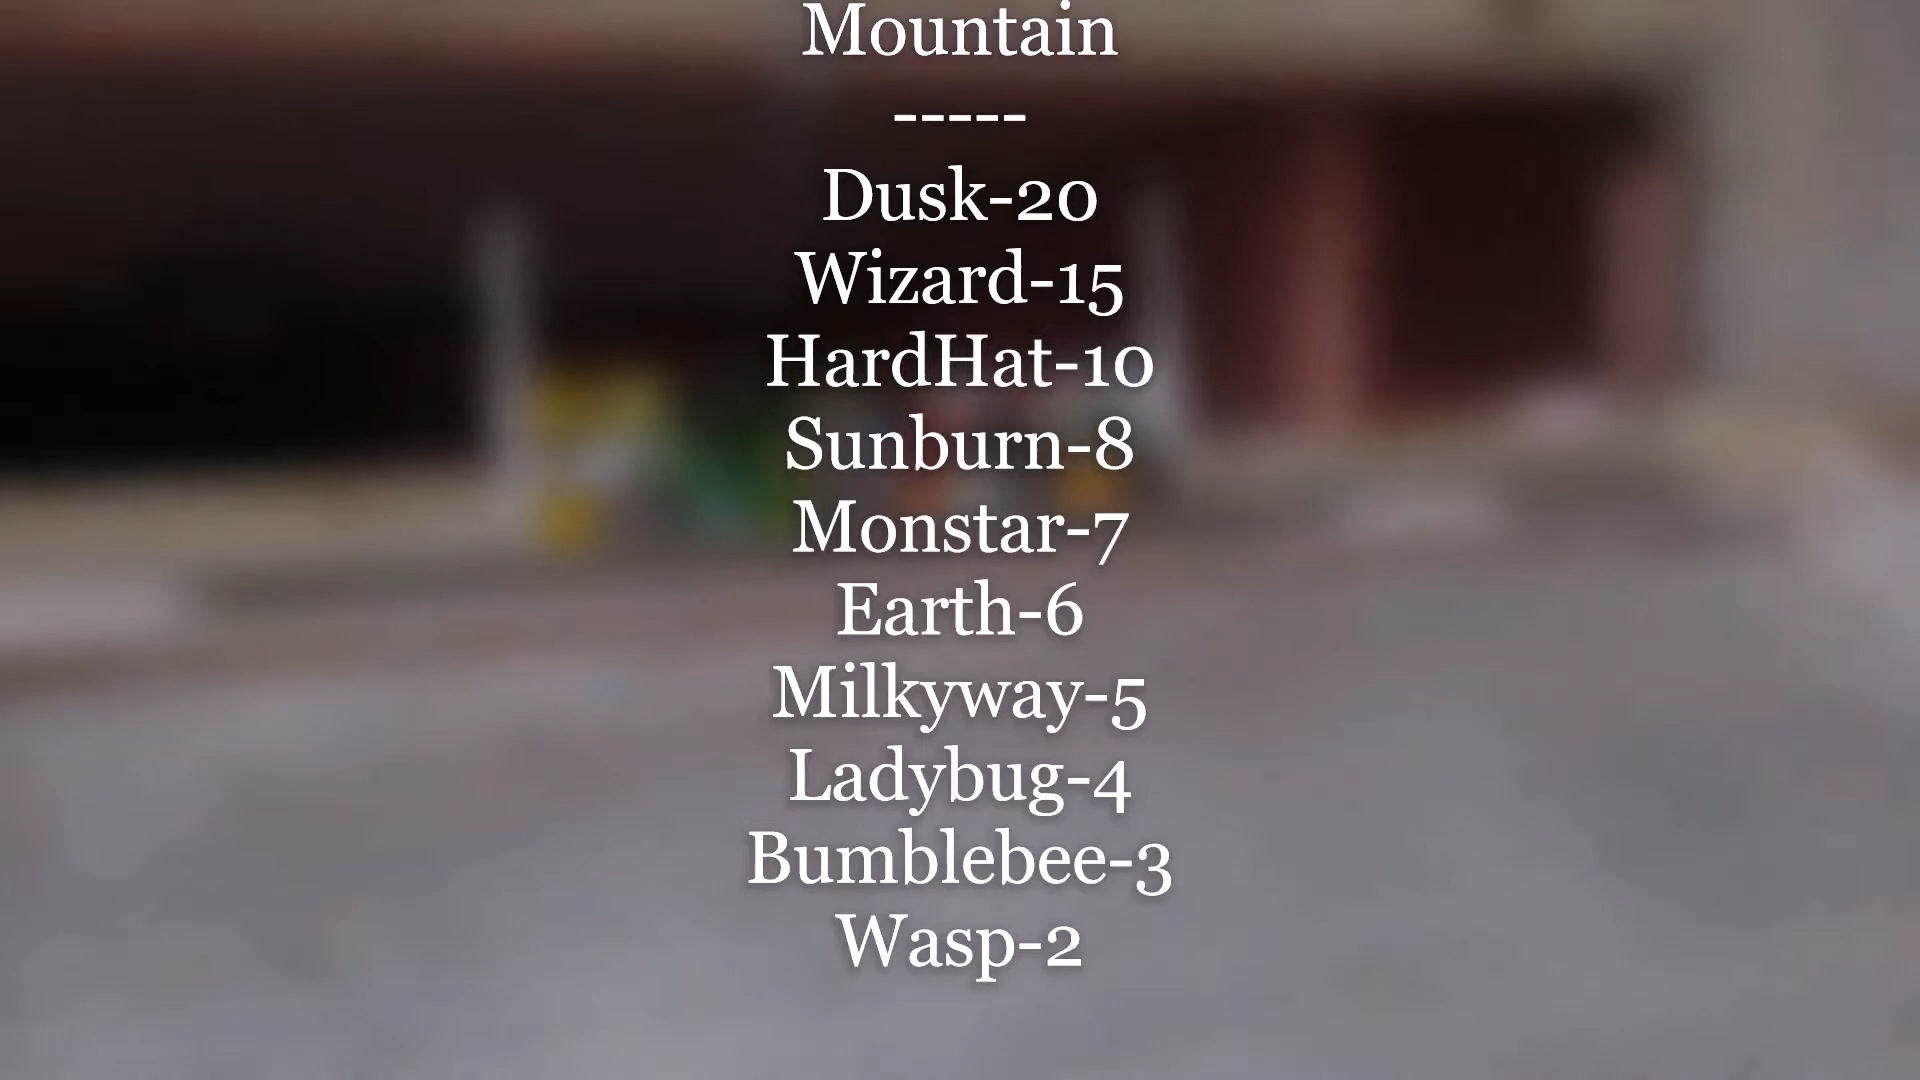 Mountain
-----
Dusk-20
Wizard-15
HardHat-10
Sunburn-8
Monstar-7
Earth-6
Milkyway-5
Ladybug-4
Bumblebee-3
Wasp-2